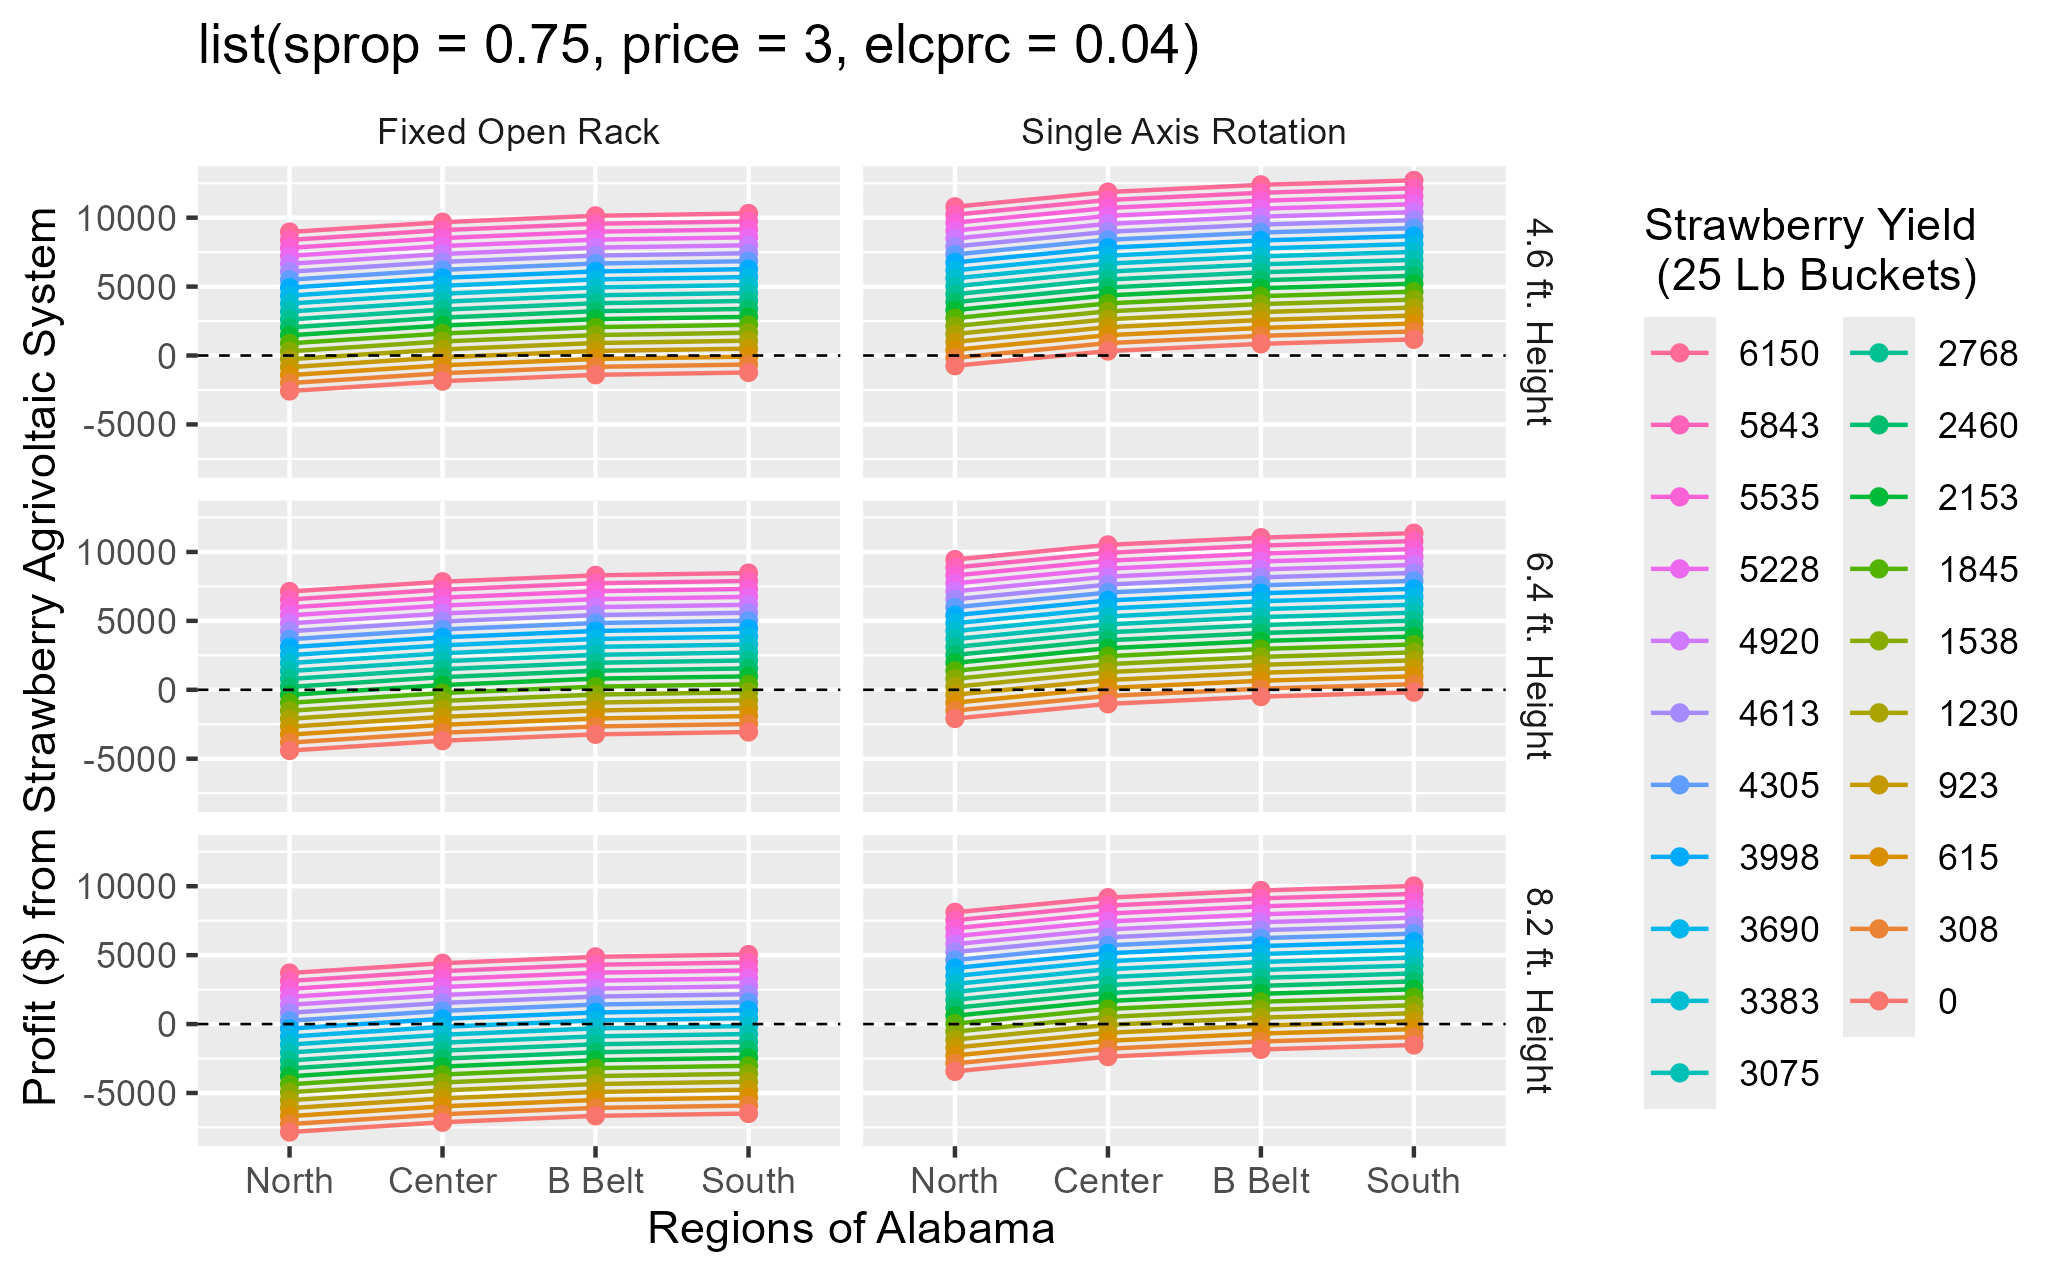 list(sprop = 0.75, price = 3, elcprc = 0.04)
Fixed Open Rack
Single Axis Rotation
Profit ($) from Strawberry Agrivoltaic System
10000
5000
0
-5000
4.6 ft. Height
10000
5000
0
-5000
6.4 ft. Height
10000
5000
0
-5000
8.2 ft. Height
North Center B Belt South
North Center B Belt South
Regions of Alabama
Strawberry Yield
(25 Lb Buckets)
6150
5843
5535
5228
4920
4613
4305
3998
3690
3383
3075
2768
2460
2153
1845
1538
1230
923
615
308
0